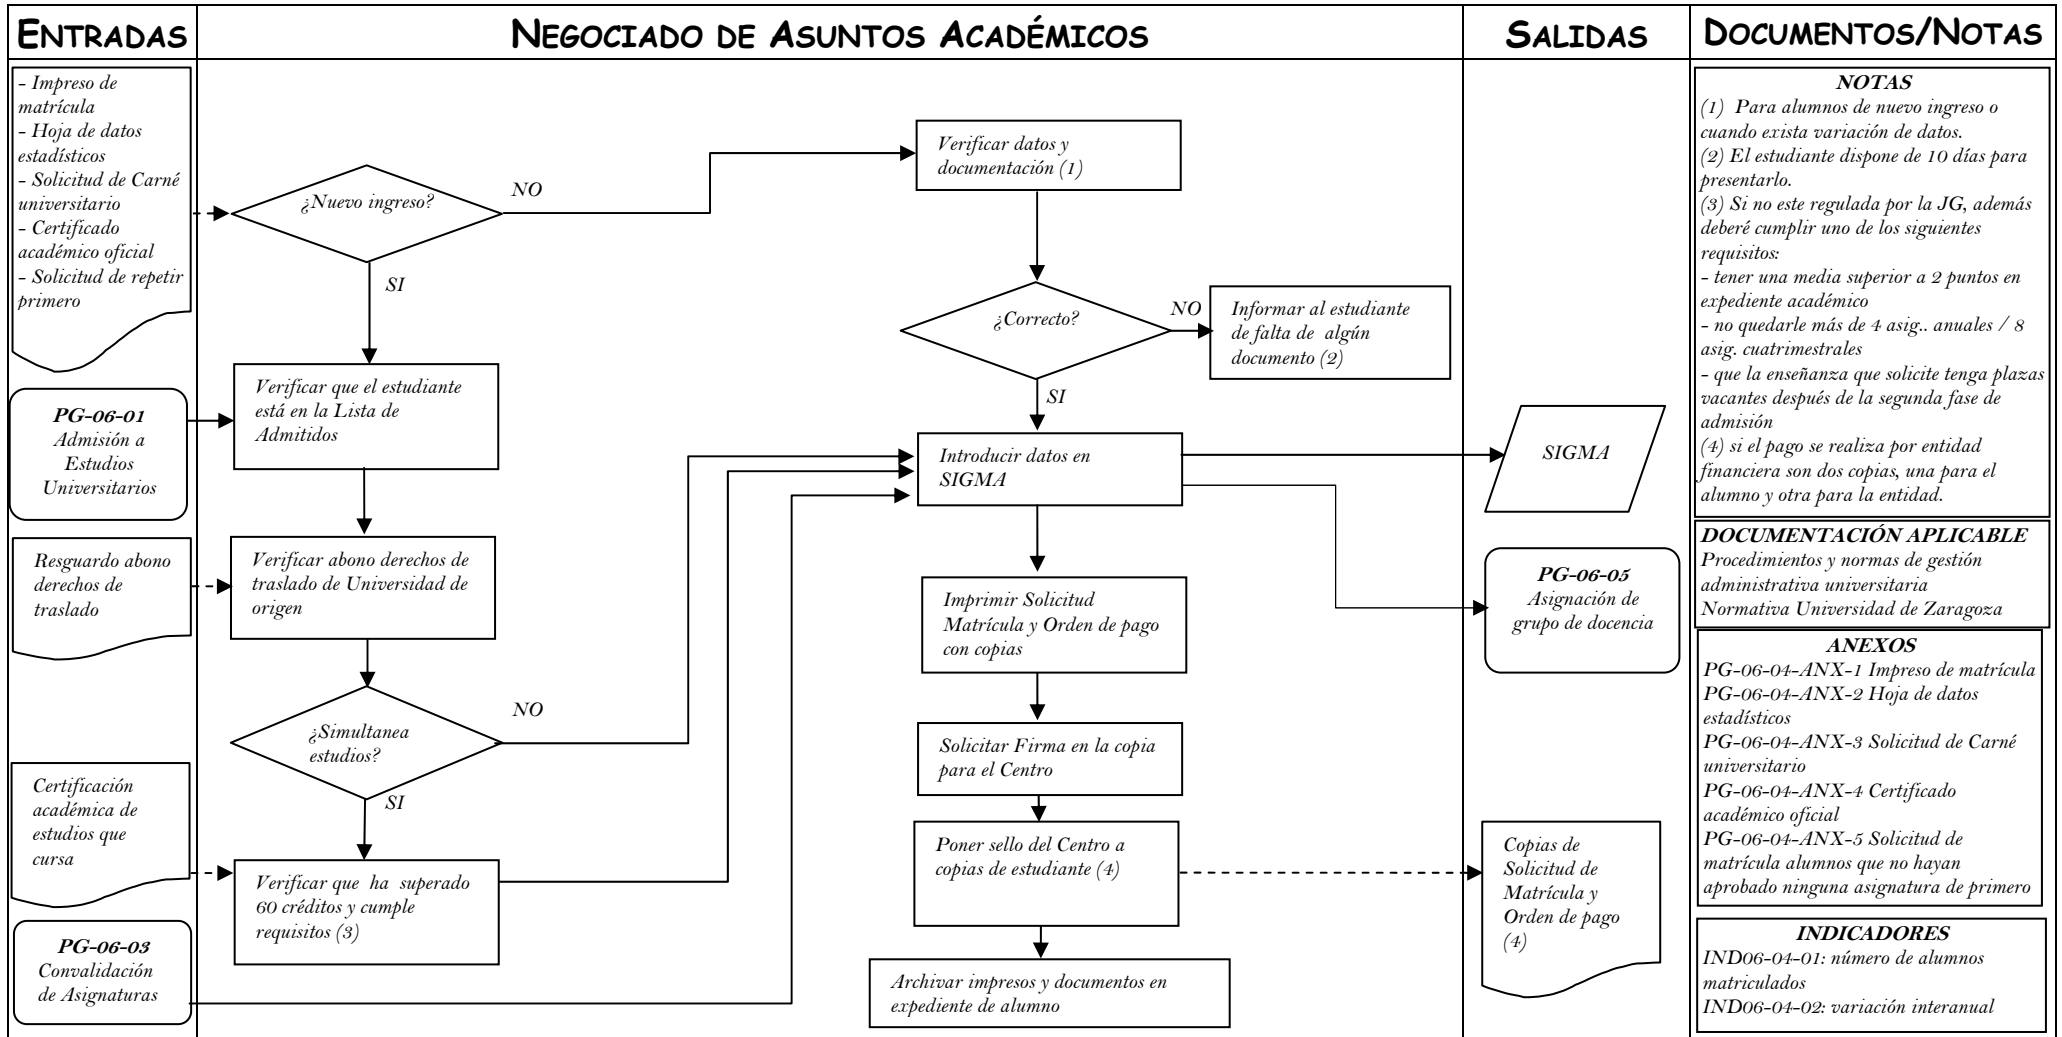 ENTRADAS
NEGOCIADO DE ASUNTOS ACADÉMICOS
SALIDAS
DOCUMENTOS/NOTAS
- Impreso de
matrícula
- Hoja de datos
estadísticos
- Solicitud de Carné
universitario
- Certificado
académico oficial
- Solicitud de repetir
primero
PG-06-01
Admisión a
Estudios
Universitarios
Resguardo abono
derechos de
traslado
Certificación
académica de
estudios que
cursa
PG-06-03
Convalidación
de Asignaturas
¿Nuevo ingreso?
NO
SI
Verificar que el estudiante
está en la Lista de
Admitidos
Verificar abono derechos de
traslado de Universidad de
origen
¿Simultanea
estudios?
NO
SI
Verificar que ha superado
60 créditos y cumple
requisitos (3)
Verificar datos y
documentación (1)
¿Correcto?
NO
Informar al estudiante
de falta de algún
documento (2)
SI
Introducir datos en
SIGMA
Imprimir Solicitud
Matrícula y Orden de pago
con copias
Solicitar Firma en la copia
para el Centro
Poner sello del Centro a
copias de estudiante (4)
Archivar impresos y documentos en
expediente de alumno
SIGMA
PG-06-05
Asignación de
grupo de docencia
Copias de
Solicitud de
Matrícula y
Orden de pago
(4)
NOTAS
(1) Para alumnos de nuevo ingreso o
cuando exista variación de datos.
(2) El estudiante dispone de 10 días para
presentarlo.
(3) Si no este regulada por la JG, además
deberé cumplir uno de los siguientes
requisitos:
- tener una media superior a 2 puntos en
expediente académico
- no quedarle más de 4 asig.. anuales / 8
asig. cuatrimestrales
- que la enseñanza que solicite tenga plazas
vacantes después de la segunda fase de
admisión
(4) si el pago se realiza por entidad
financiera son dos copias, una para el
alumno y otra para la entidad.
DOCUMENTACIÓN APLICABLE
Procedimientos y normas de gestión
administrativa universitaria
Normativa Universidad de Zaragoza
ANEXOS
PG-06-04-ANX-1 Impreso de matrícula
PG-06-04-ANX-2 Hoja de datos
estadísticos
PG-06-04-ANX-3 Solicitud de Carné
universitario
PG-06-04-ANX-4 Certificado
académico oficial
PG-06-04-ANX-5 Solicitud de
matrícula alumnos que no hayan
aprobado ninguna asignatura de primero
INDICADORES
IND06-04-01: número de alumnos
matriculados
IND06-04-02: variación interanual